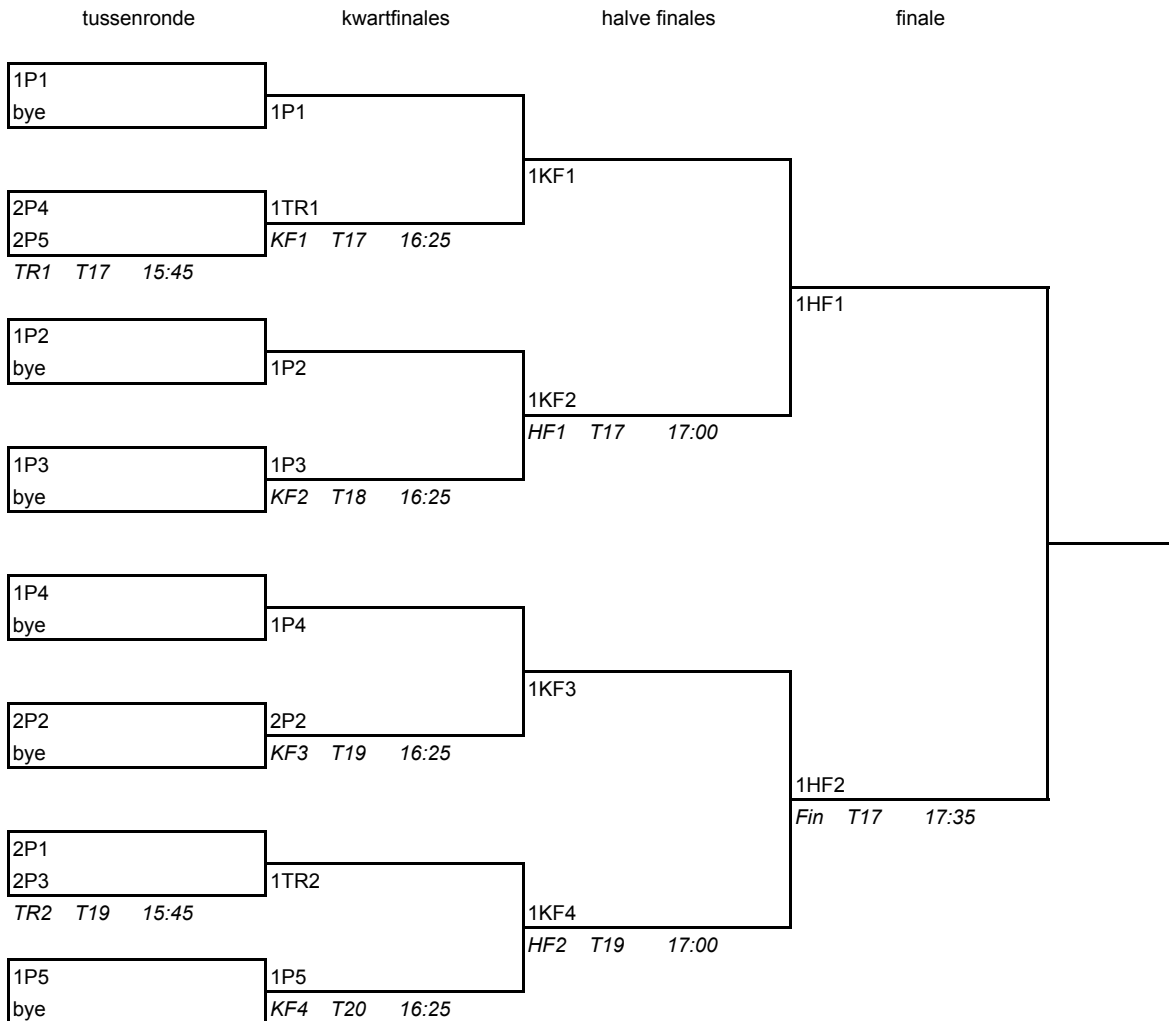 tussenronde kwartfinales halve finales finale
1P1
bye 1P1
1KF1
2P4 1TR1
2P5 KF1 T17 16:25
TR1 T17 15:45
1HF1
1P2
bye 1P2
1KF2
HF1 T17 17:00
1P3 1P3
bye KF2 T18 16:25
1P4
bye 1P4
1KF3
2P2 2P2
bye KF3 T19 16:25
1HF2
Fin T17 17:35
2P1
2P3 1TR2
TR2 T19 15:45 1KF4
HF2 T19 17:00
1P5 1P5
bye KF4 T20 16:25